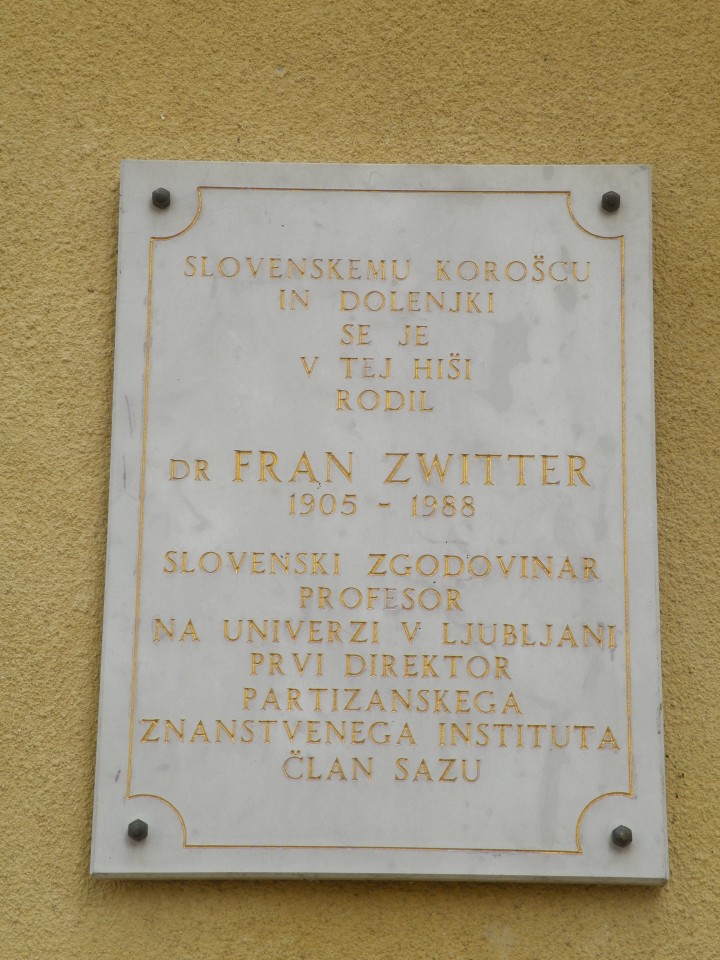 SLOVENSKEMU KOROŠCU
IN DOLENJKI
SE JE
V TEJ HIŠI
RODIL
DR FRAN ZWITTER
1905 - 1988
SLOVENSKI ZGODOVINAR
PROFESOR
NA UNIVERZI V LJUBLJANI
PRVI DIREKTOR
PARTIZANSKEGA
ZNANSTVENEGA INSTITUTA
ČLAN SAZU